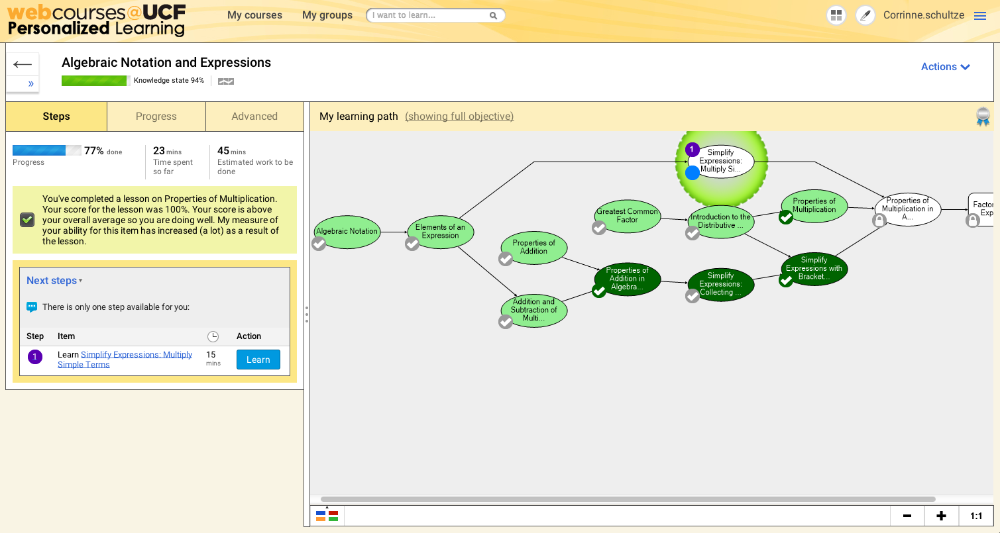 webcourses@UCF
Personalized Learning
My courses
My groups
I want to learn...
Corrinne.schultze
Algebraic Notation and Expressions
Knowledge state 94%
Actions
»
Steps
Progress
Advanced
My learning path (showing full objective)
77% done
Progress
23 mins
Time spent
so far
45 mins
Estimated work to be
done
You've completed a lesson on Properties of Multiplication.
Your score for the lesson was 100%. Your score is above
your overall average so you are doing well. My measure of
your ability for this item has increased (a lot) as a result of
the lesson.
Next steps
There is only one step available for you:
Step Item Action
1 Learn Simplify Expressions: Multiply
Simple Terms
15
mins
Learn
Algebraic Notation
Elements of an
Expression
1
Simplify
Expressions:
Multiply Si...
Greatest Common
Factor
Introduction to the
Distributive ...
Properties of
Multiplication
Properties of
Multiplication in
A...
Factor
Exp
Properties of
Addition
Properties of
Addition in
Algebra...
Simplify
Expressions:
Collecting ...
Simplify
Expressions with
Bracket...
Addition and
Subtraction of
Multi...
1:1